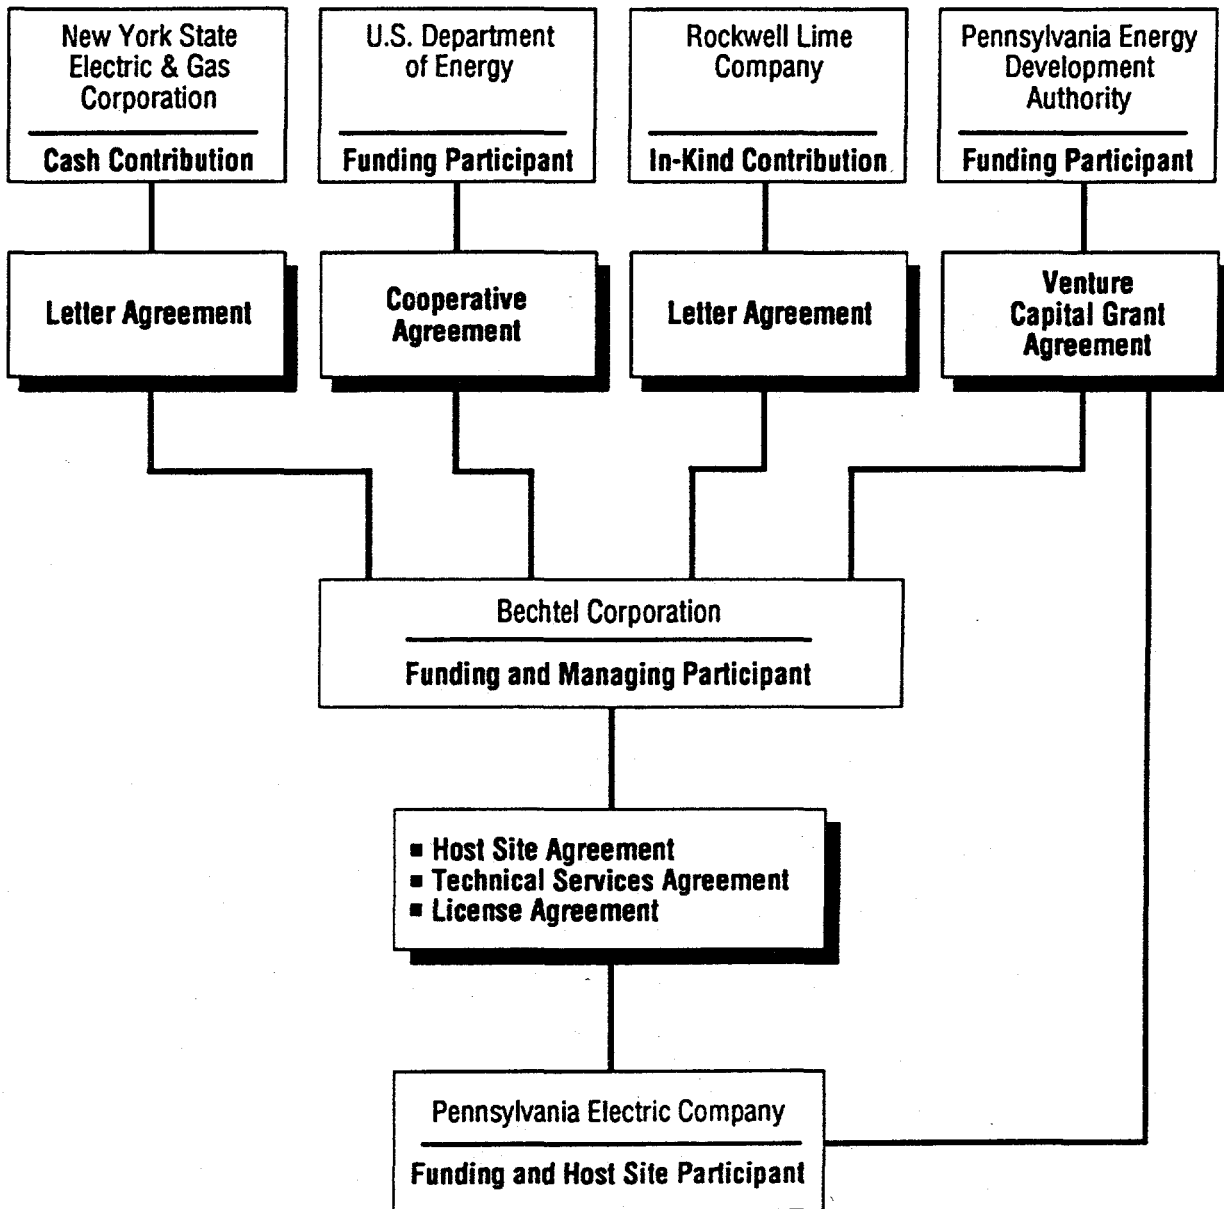 New York State
Electric & Gas
Corporation
Cash Contribution
U.S. Department
of Energy
Funding Participant
Rockwell Lime
Company
In-Kind Contribution
Pennsylvania Energy
Development
Authority
Funding Participant
Letter Agreement
Cooperative
Agreement
Letter Agreement
Venture
Capital Grant
Agreement
Bechtel Corporation
Funding and Managing Participant
▪ Host Site Agreement
▪ Technical Services Agreement
▪ License Agreement
Pennsylvania Electric Company
Funding and Host Site Participant